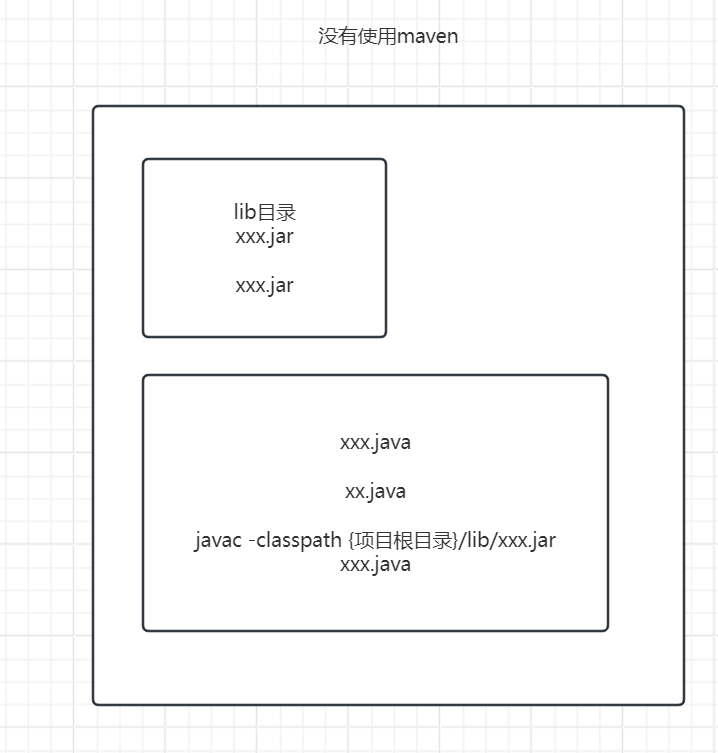 没有使用maven
lib目录
xxx.jar
xxx.jar
xxx.java
xx.java
javac -classpath {项目根目录}/lib/xxx.jar
xxx.java